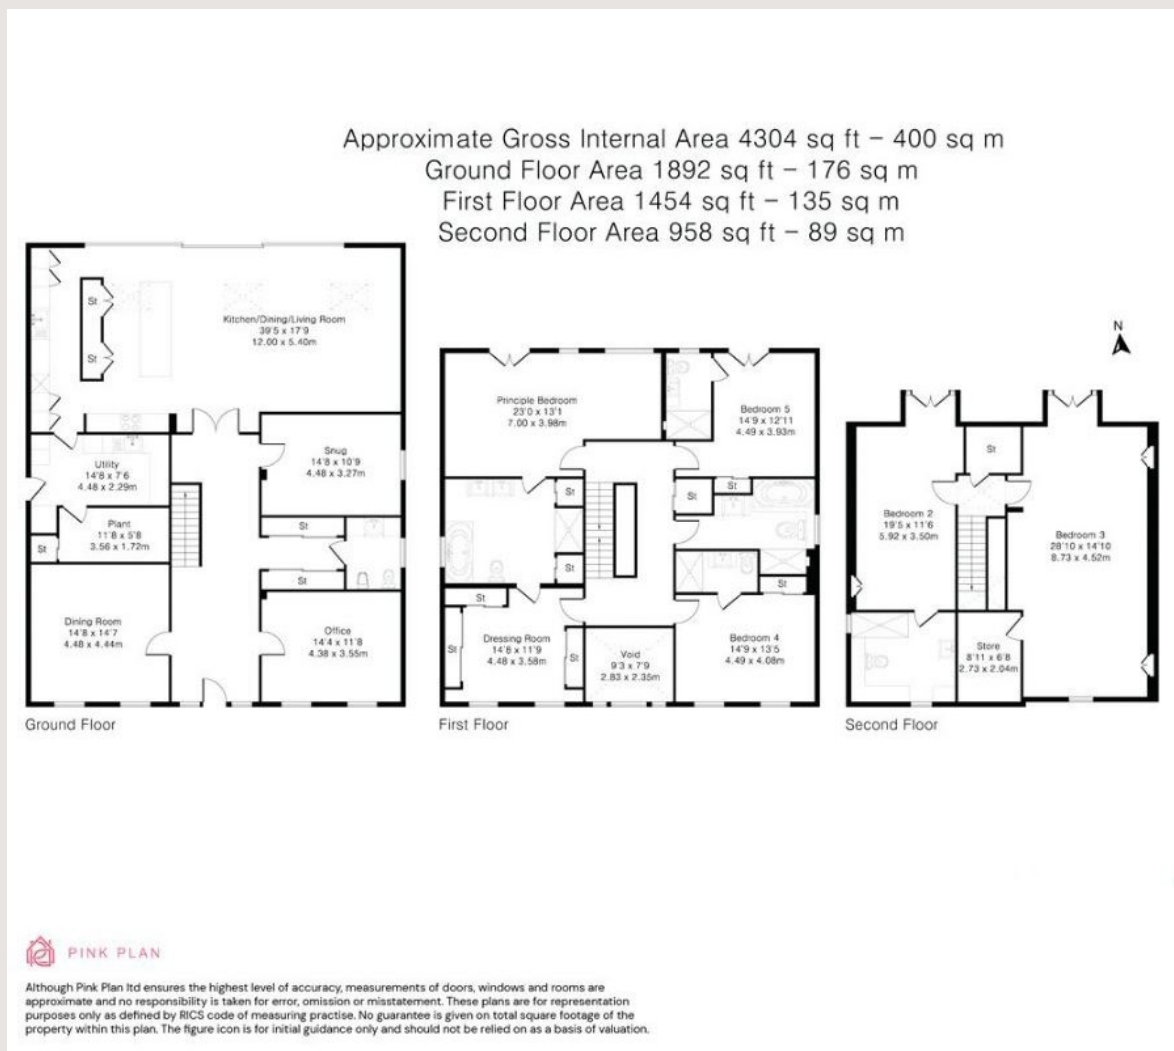 Approximate Gross Internal Area 4304 sq ft – 400 sq m
Ground Floor Area 1892 sq ft – 176 sq m
First Floor Area 1454 sq ft – 135 sq m
Second Floor Area 958 sq ft – 89 sq m
St
St
Kitchen/Dining/Living Room
39'5 x 17'9
12.00 x 5.40m
Snug
14'8 x 10'9
4.48 x 3.27m
Utility
14'8 x 7'6
4.48 x 2.29m
Plant
11'8 x 5'8
3.56 x 1.72m
St
St
St
Dining Room
14'8 x 14'7
4.48 x 4.44m
Office
14'4 x 11'8
4.38 x 3.55m
Ground Floor
Principle Bedroom
23'0 x 13'1
7.00 x 3.98m
Bedroom 5
14'9 x 12'11
4.49 x 3.93m
St
St
St
St
St
St
Dressing Room
14'8 x 11'9
4.48 x 3.58m
St
St
Void
9'3 x 7'9
2.83 x 2.35m
Bedroom 4
14'9 x 13'5
4.49 x 4.08m
First Floor
N
St
Bedroom 2
19'5 x 11'6
5.92 x 3.50m
Bedroom 3
28'10 x 14'10
8.73 x 4.52m
Store
8'11 x 6'8
2.73 x 2.04m
Second Floor
PINK PLAN
Although Pink Plan ltd ensures the highest level of accuracy, measurements of doors, windows and rooms are
approximate and no responsibility is taken for error, omission or misstatement. These plans are for representation
purposes only as defined by RICS code of measuring practise. No guarantee is given on total square footage of the
property within this plan. The figure icon is for initial guidance only and should not be relied on as a basis of valuation.